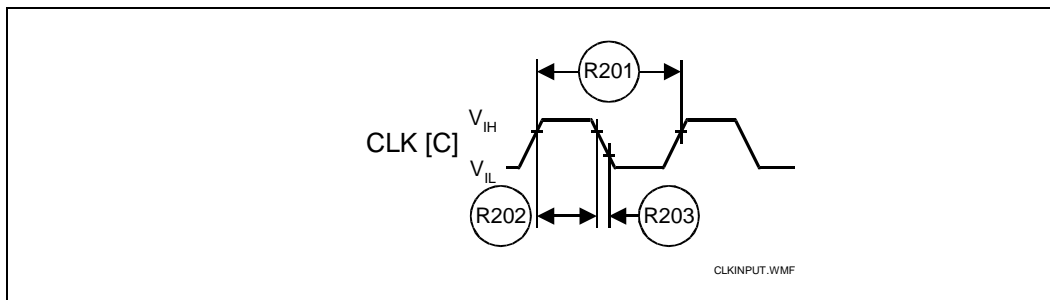 R201
V_IH
CLK [C]
V_IL
R202
R203
CLKINPUT.WMF